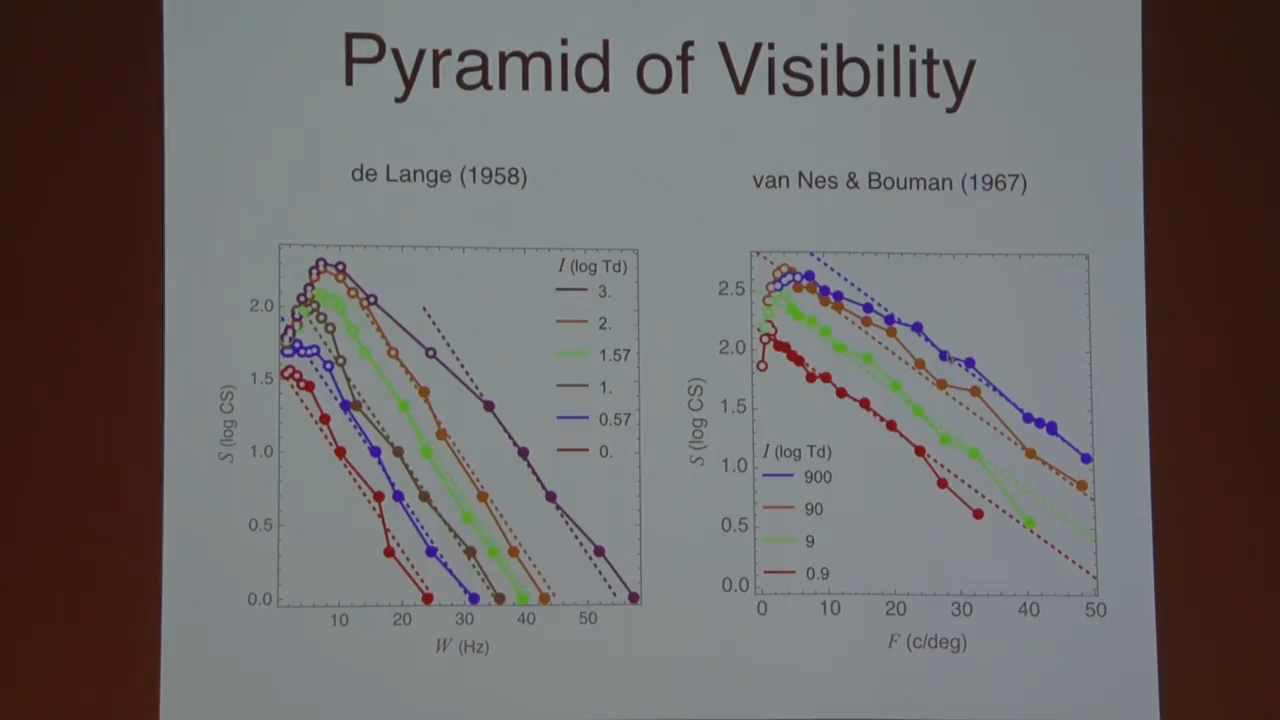 Pyramid of Visibility
de Lange (1958)
van Nes & Bouman (1967)
I (log Td)
3.
2.
1.57
1.
0.57
0.
S (log CS)
2.0
1.5
1.0
0.5
0.0
10 20 30 40 50
W (Hz)
S (log CS)
2.5
2.0
1.5
1.0
0.5
0.0
I (log Td)
900
90
9
0.9
0 10 20 30 40 50
F (c/deg)